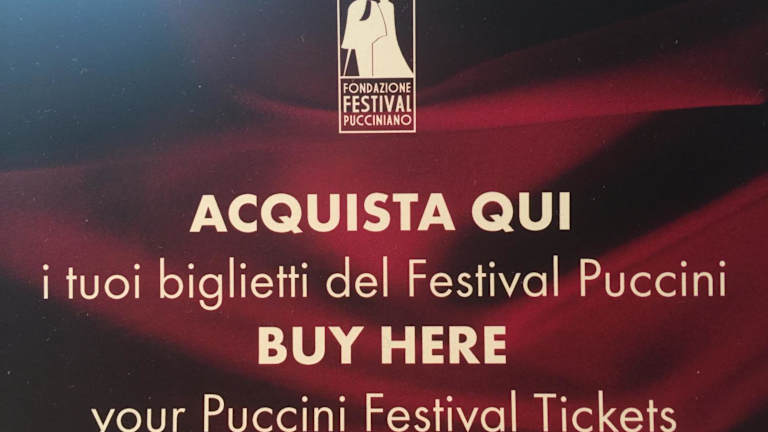 FONDAZIONE
FESTIVAL
PUCCINIANO
ACQUISTA QUI
i tuoi biglietti del Festival Puccini
BUY HERE
your Puccini Festival Tickets